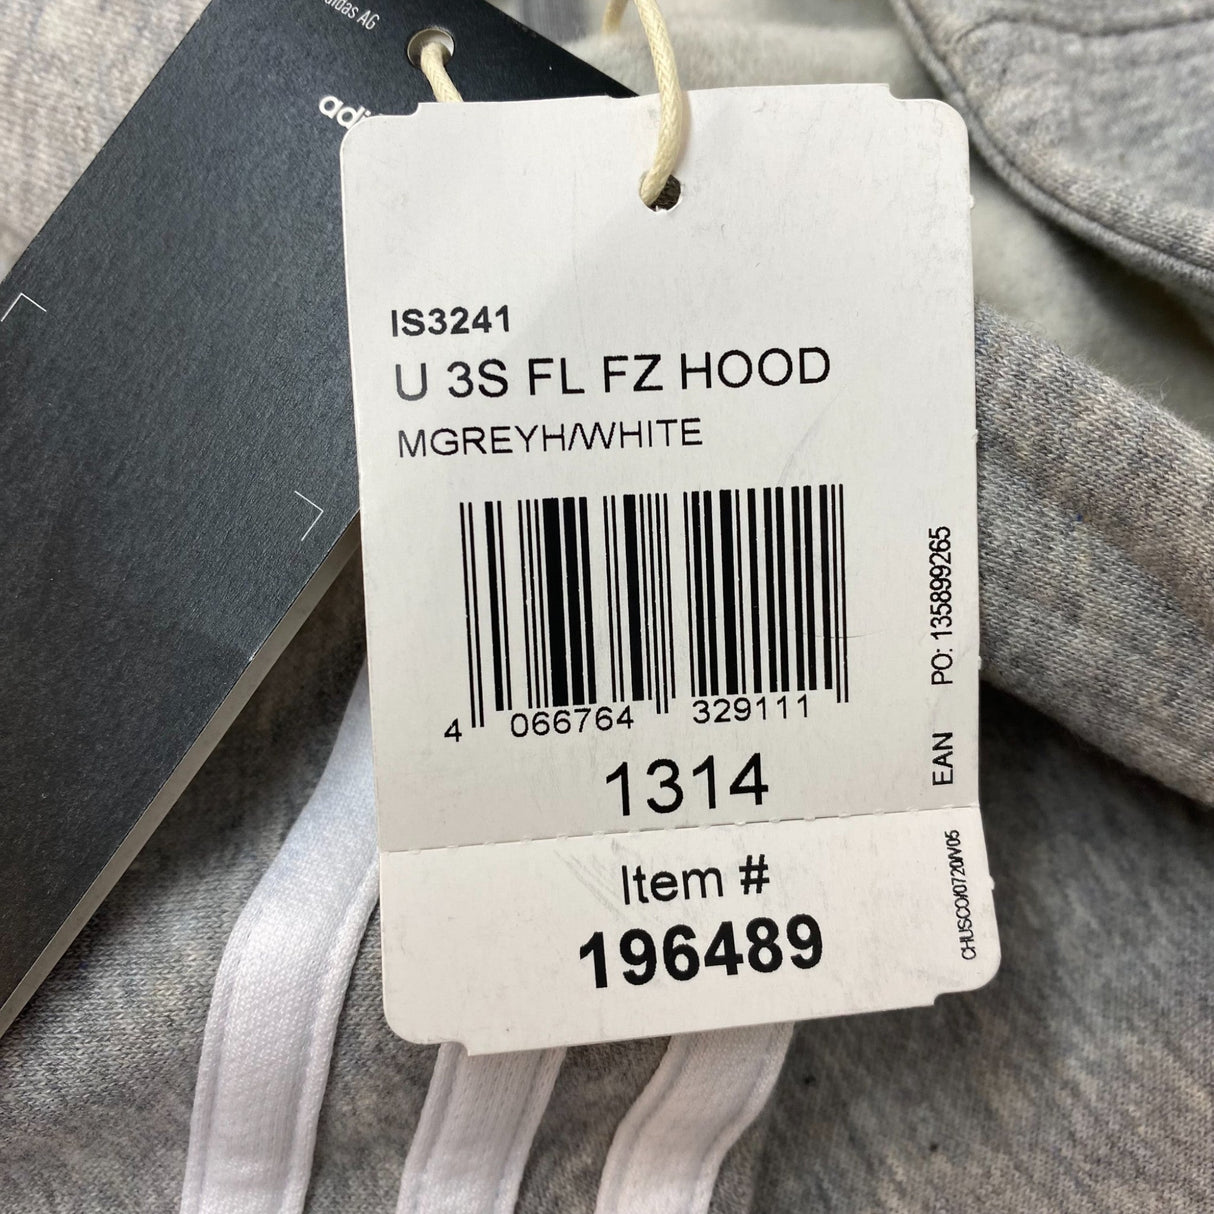 adidas AG
adi
IS3241
U 3S FL FZ HOOD
MGREYH/WHITE
4 066764 329111
1314
Item #
196489
PO: 135899265
EAN
CHUSCO/0720/V05